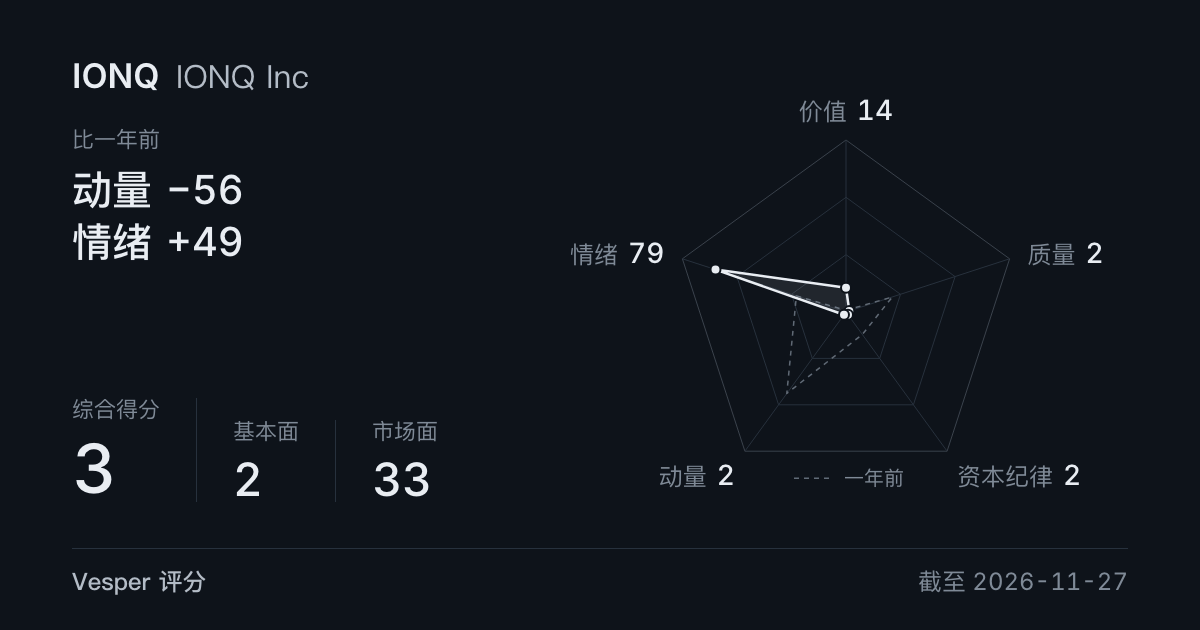 IONQ IONQ Inc
比一年前
动量 −56
情绪 +49
综合得分
3
基本面
2
市场面
33
价值 14
质量 2
资本纪律 2
动量 2
情绪 79
一年前
Vesper 评分
截至 2026-11-27